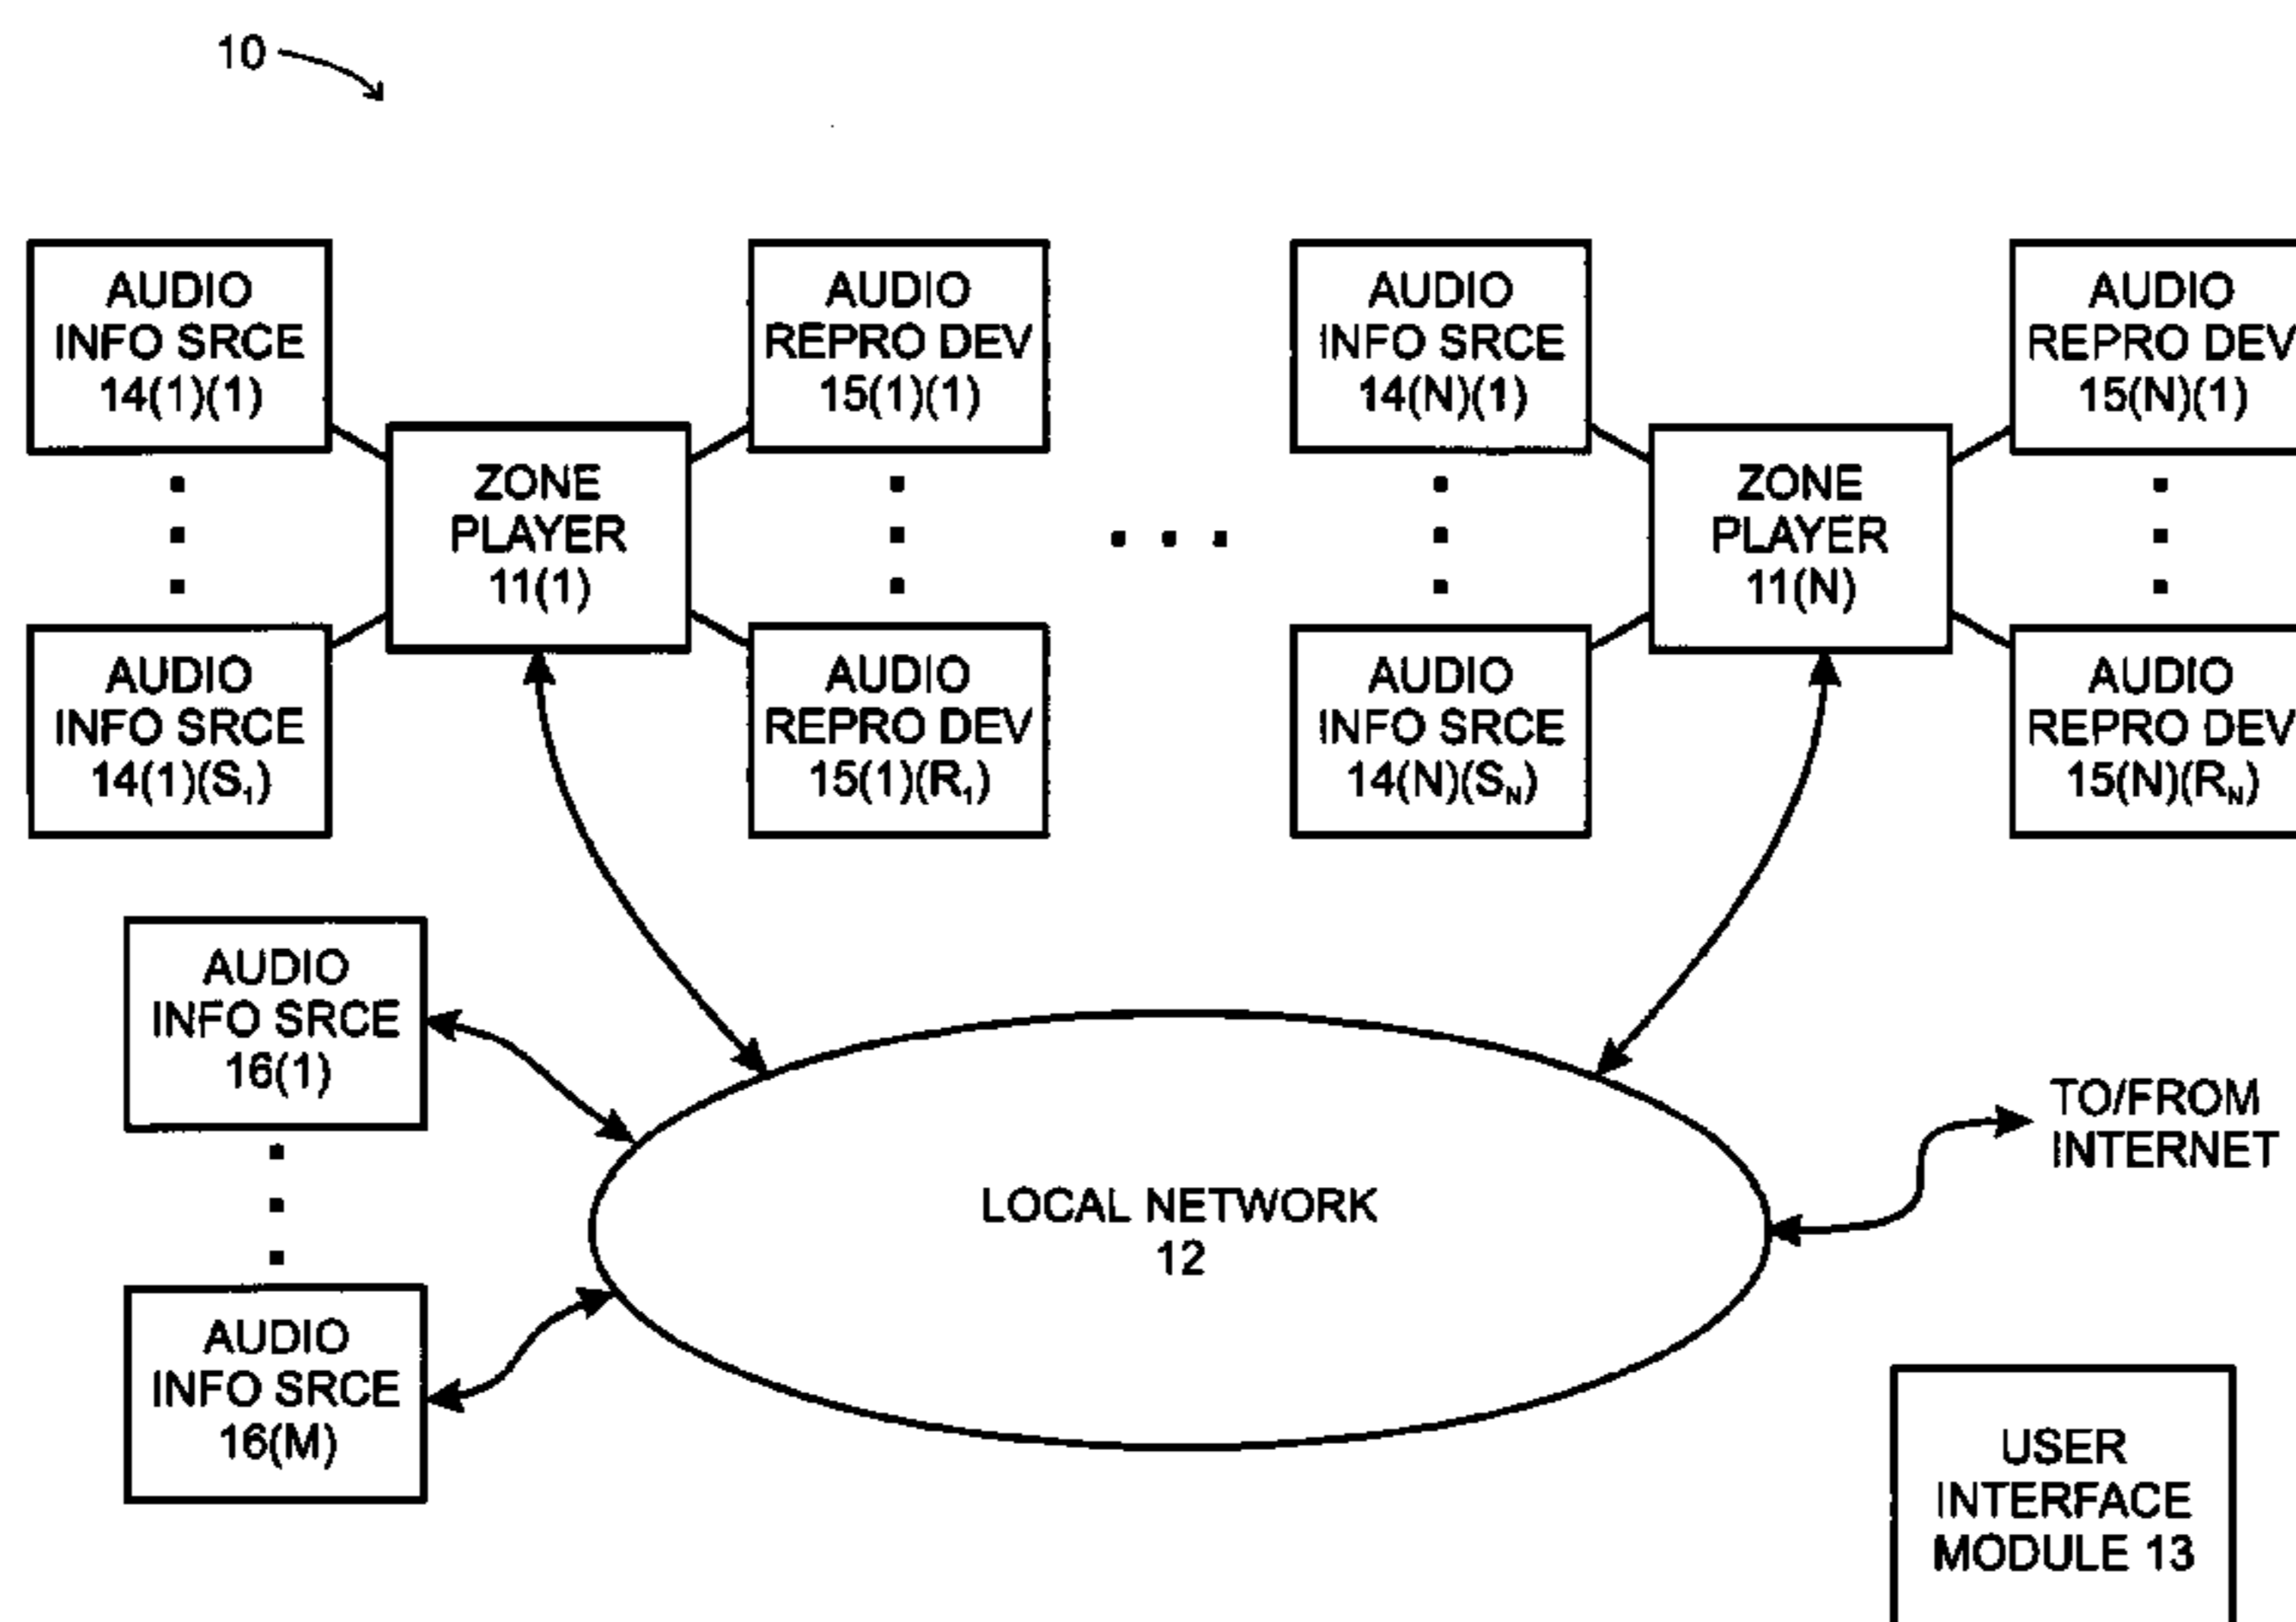 10
AUDIO
INFO SRCE
14(1)(1)
ZONE
PLAYER
11(1)
AUDIO
REPRO DEV
15(1)(1)
AUDIO
INFO SRCE
14(1)(S₁)
AUDIO
REPRO DEV
15(1)(R₁)
. . .
AUDIO
INFO SRCE
14(N)(1)
ZONE
PLAYER
11(N)
AUDIO
REPRO DEV
15(N)(1)
AUDIO
INFO SRCE
14(N)(Sₙ)
AUDIO
REPRO DEV
15(N)(Rₙ)
AUDIO
INFO SRCE
16(1)
AUDIO
INFO SRCE
16(M)
LOCAL NETWORK
12
TO/FROM
INTERNET
USER
INTERFACE
MODULE 13